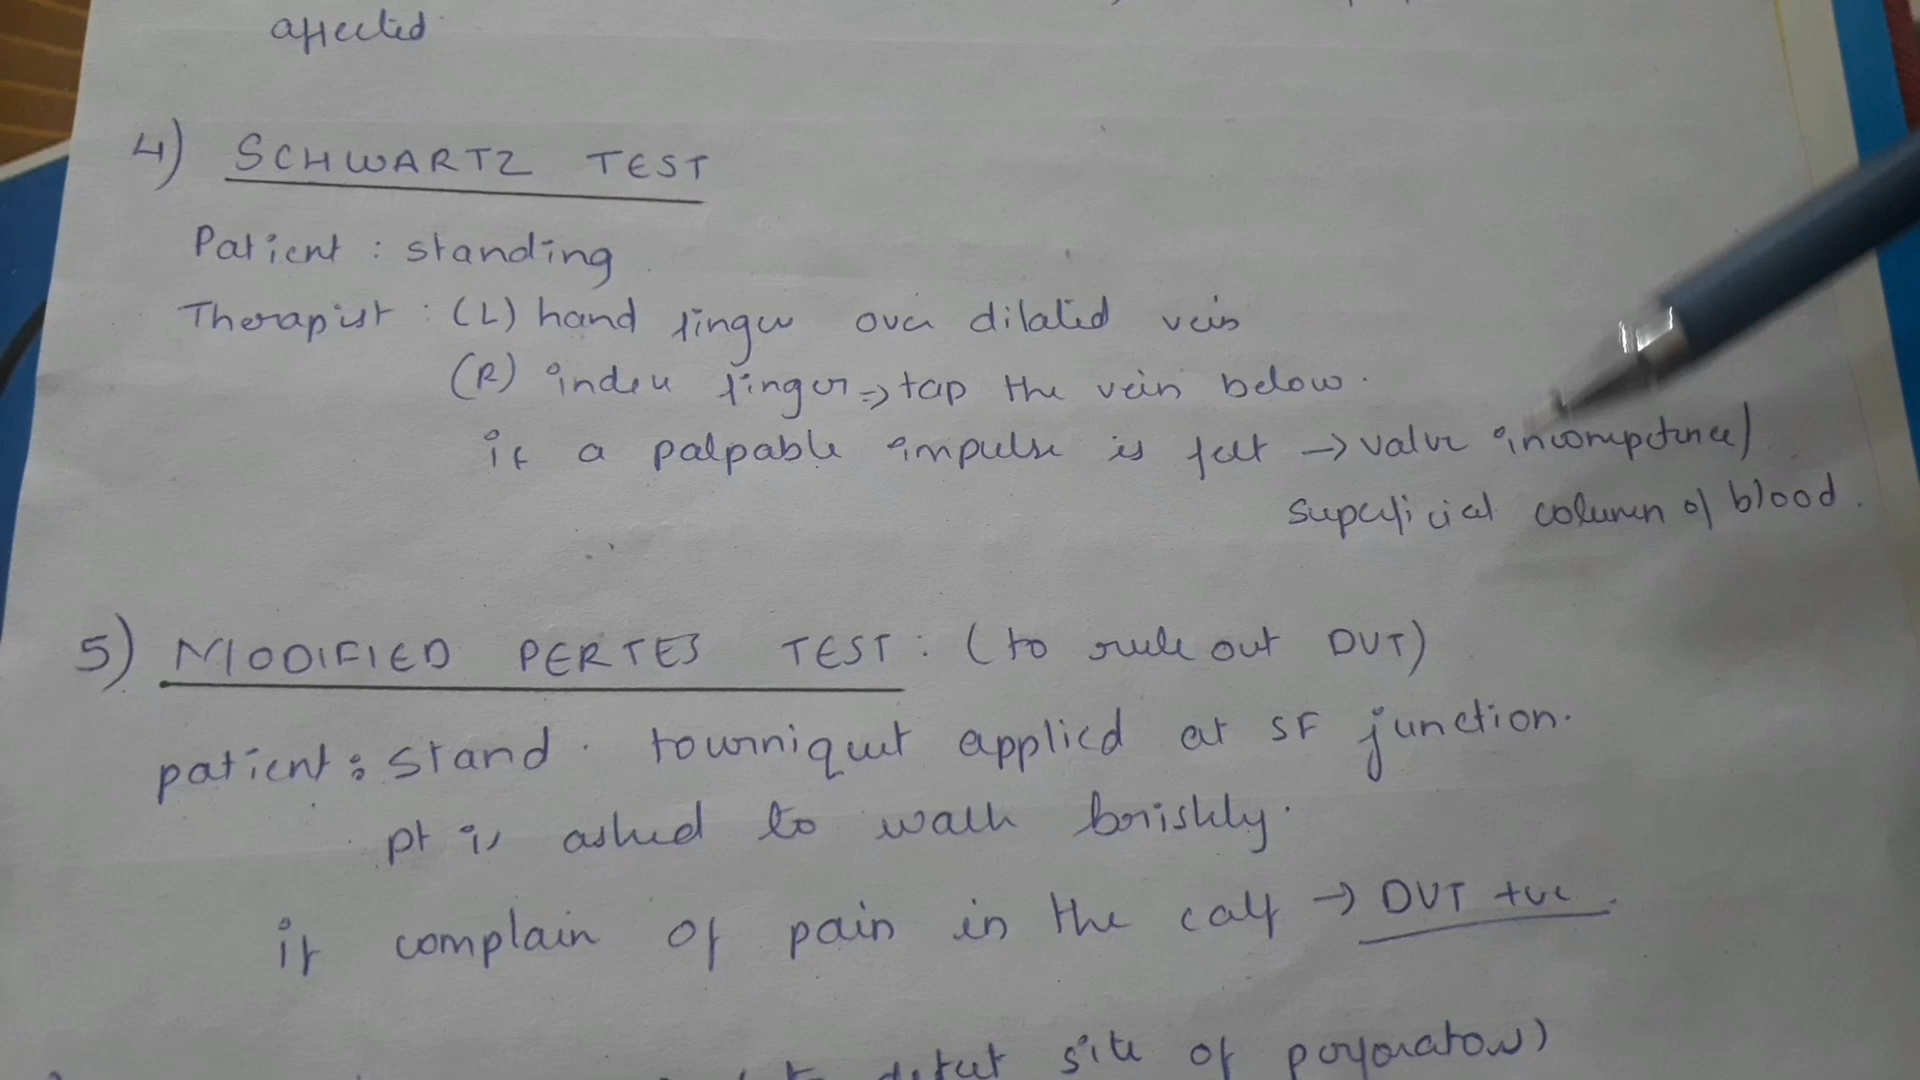 affected
4) SCHWARTZ TEST
Patient : standing
Therapist : (L) hand finger over dilated vein
(R) index finger => tap the vein below.
if a palpable impulse is felt → valve incompetence/
superficial column of blood.
5) MODIFIED PERTES TEST : (to rule out DVT)
patient : stand. tourniquet applied at SF junction.
pt is asked to walk briskly.
if complain of pain in the calf → DVT +ve.
detect site of perforators)